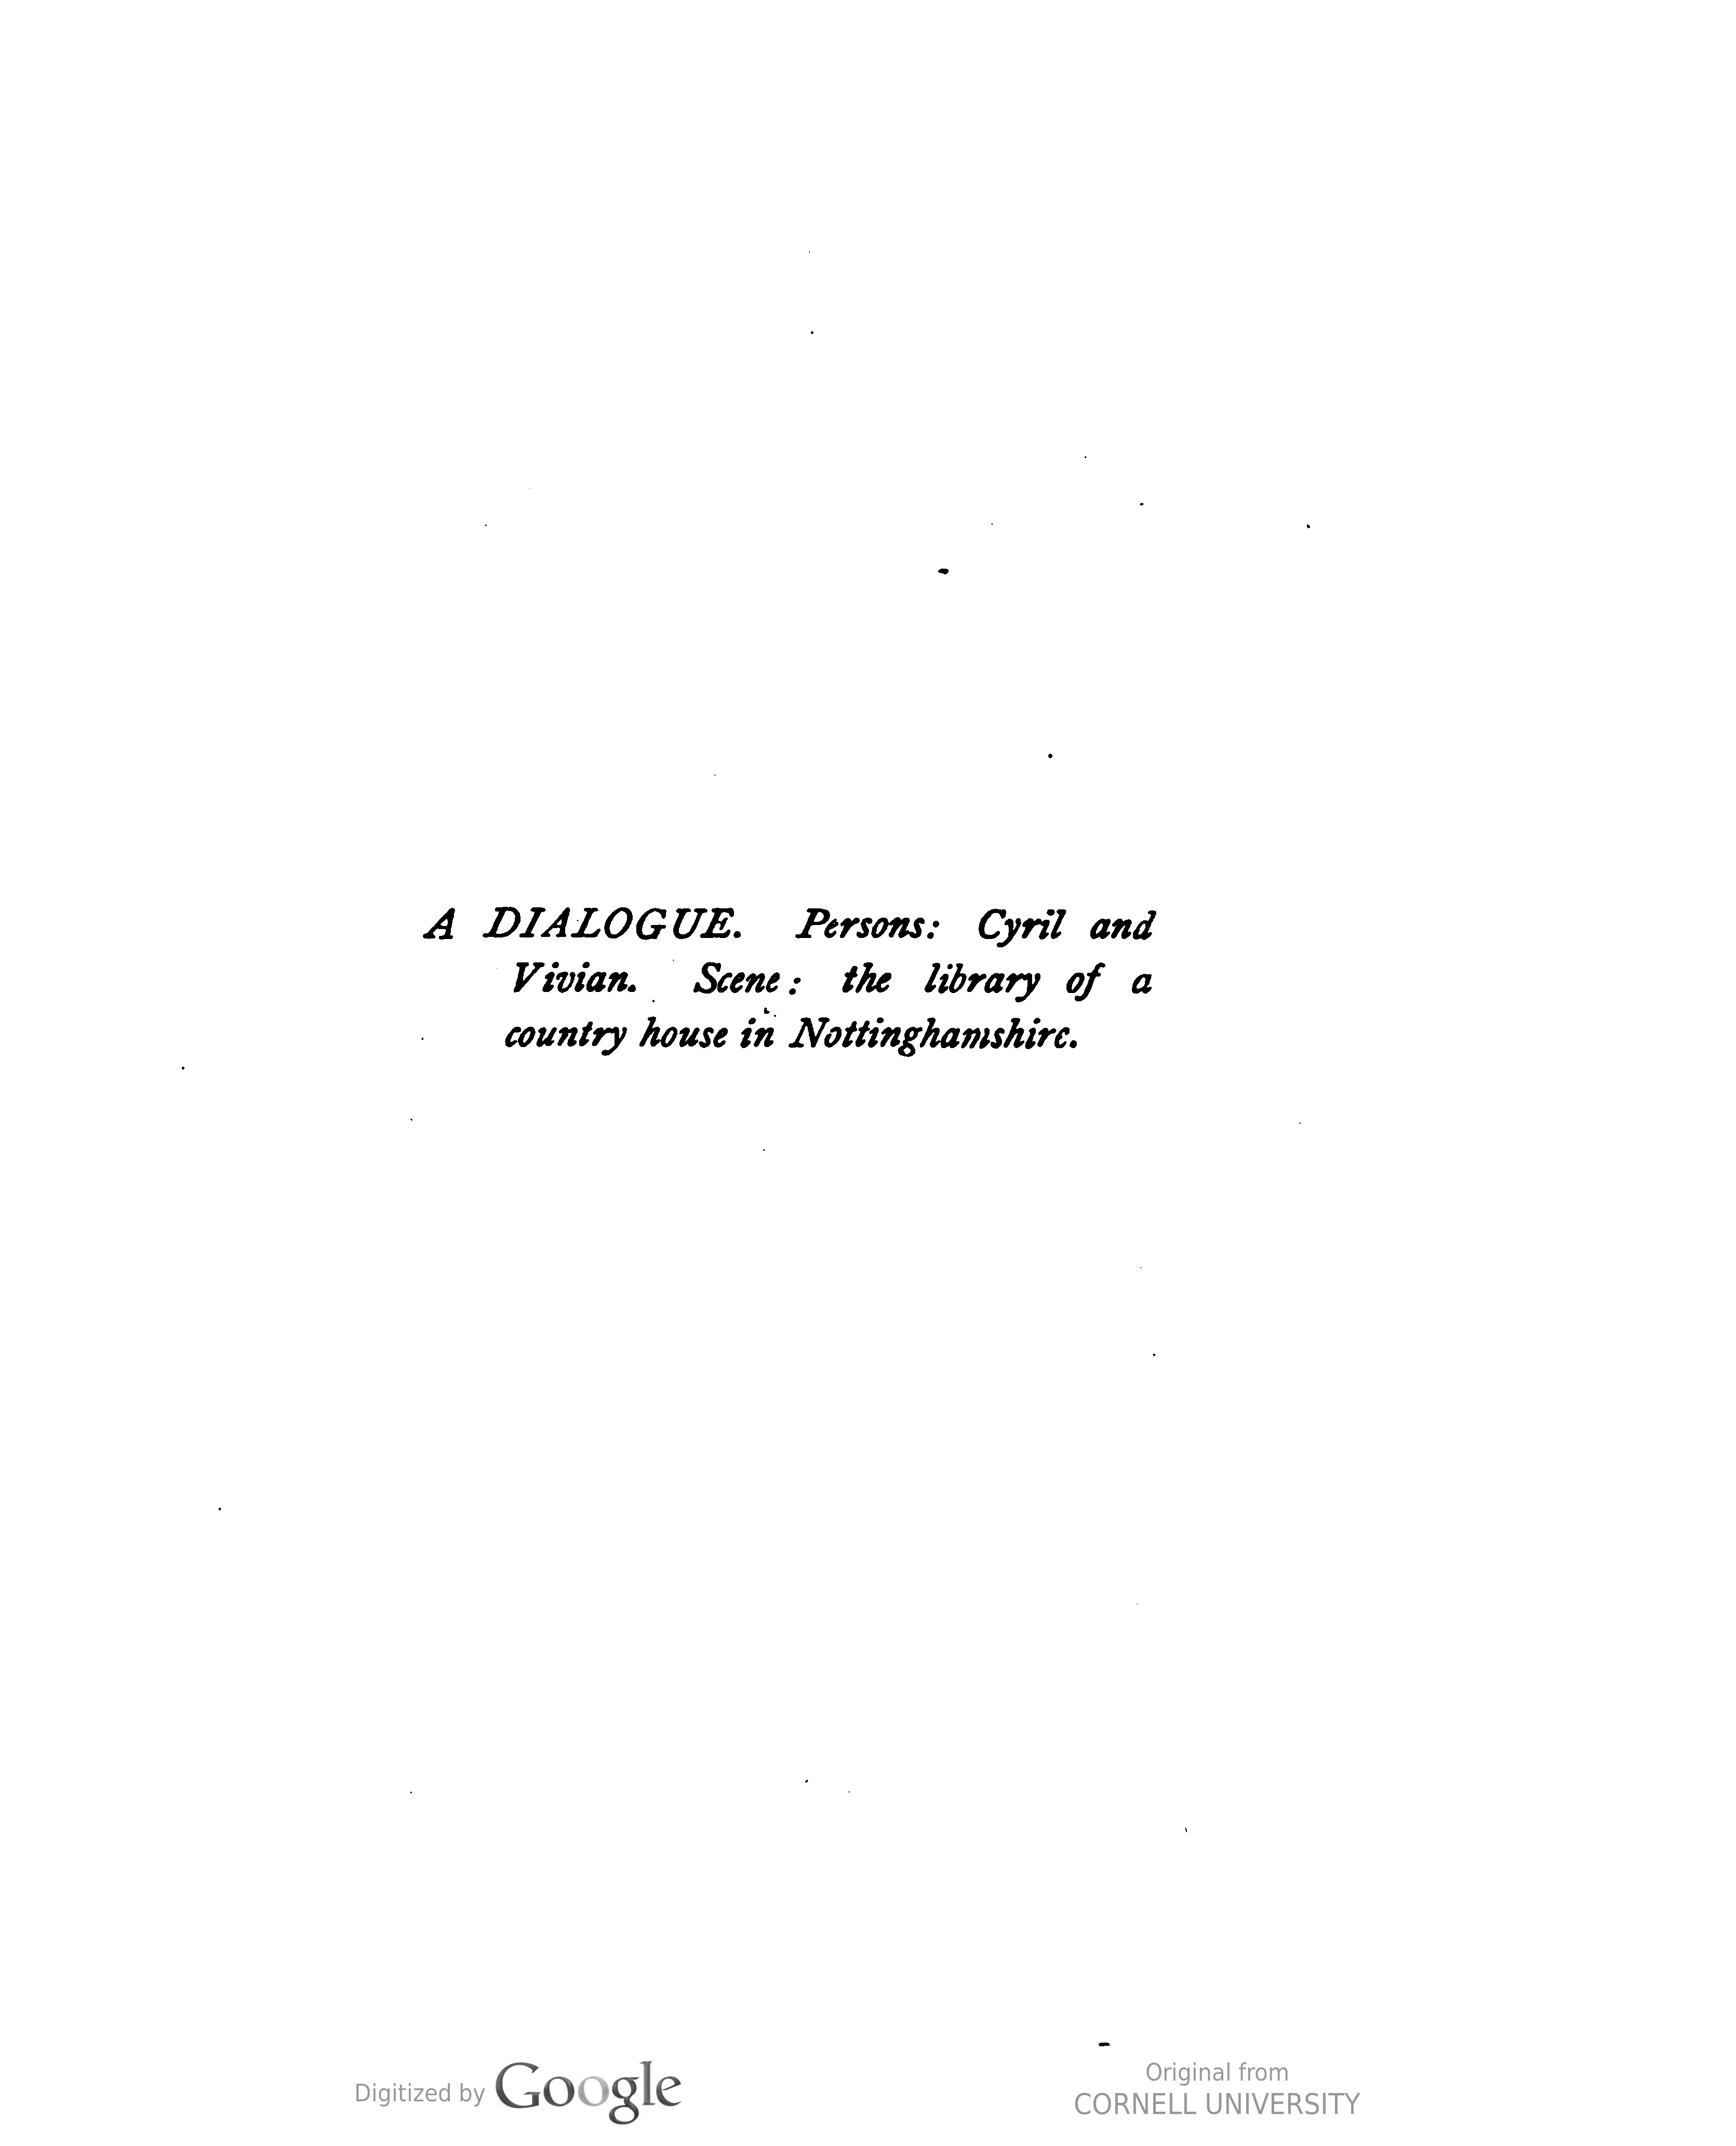 A DIALOGUE. Persons: Cyril and
Vivian. Scene: the library of a
country house in Nottinghamshire.
Digitized by Google
Original from
CORNELL UNIVERSITY